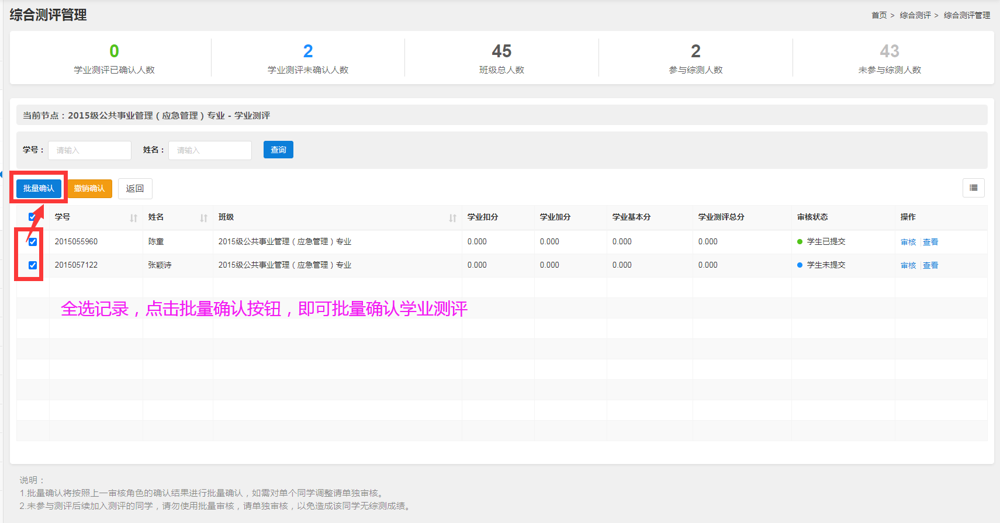 综合测评管理
首页 > 综合测评 > 综合测评管理
0 2 45 2 43
学业测评已确认人数 学业测评未确认人数 班级总人数 参与综测人数 未参与综测人数
当前节点：2015级公共事业管理（应急管理）专业 - 学业测评
学号： 请输入 姓名： 请输入 查询
批量确认 撤销确认 返回
学号 姓名 班级 学业扣分 学业加分 学业基本分 学业测评总分 审核状态 操作
2015055960 陈童 2015级公共事业管理（应急管理）专业 0.000 0.000 0.000 0.000 学生已提交 审核 查看
2015057122 张颖诗 2015级公共事业管理（应急管理）专业 0.000 0.000 0.000 0.000 学生未提交 审核 查看
全选记录，点击批量确认按钮，即可批量确认学业测评
说明：
1.批量确认将按照上一审核角色的确认结果进行批量确认，如需对单个同学调整请单独审核。
2.未参与测评后续加入测评的同学，请勿使用批量审核，请单独审核，以免造成该同学无综测成绩。